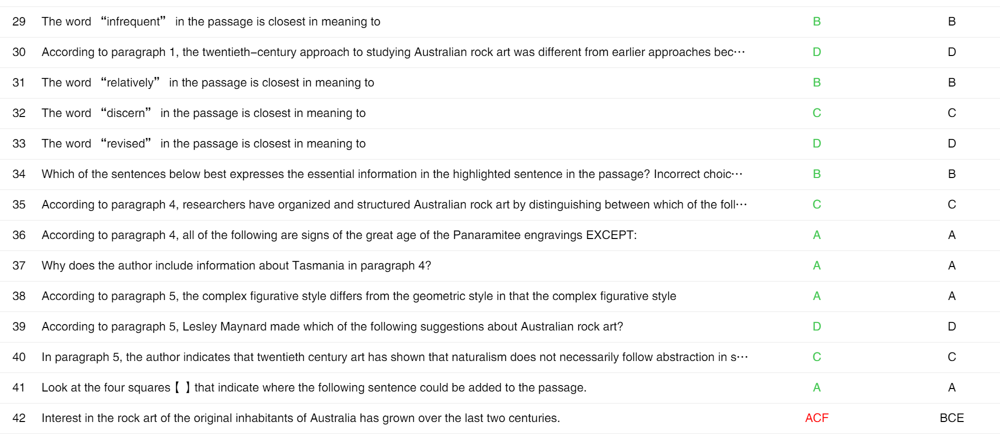 29 The word “infrequent” in the passage is closest in meaning to B B
30 According to paragraph 1, the twentieth–century approach to studying Australian rock art was different from earlier approaches bec··· D D
31 The word “relatively” in the passage is closest in meaning to B B
32 The word “discern” in the passage is closest in meaning to C C
33 The word “revised” in the passage is closest in meaning to D D
34 Which of the sentences below best expresses the essential information in the highlighted sentence in the passage? Incorrect choic··· B B
35 According to paragraph 4, researchers have organized and structured Australian rock art by distinguishing between which of the foll··· C C
36 According to paragraph 4, all of the following are signs of the great age of the Panaramitee engravings EXCEPT: A A
37 Why does the author include information about Tasmania in paragraph 4? A A
38 According to paragraph 5, the complex figurative style differs from the geometric style in that the complex figurative style A A
39 According to paragraph 5, Lesley Maynard made which of the following suggestions about Australian rock art? D D
40 In paragraph 5, the author indicates that twentieth century art has shown that naturalism does not necessarily follow abstraction in s··· C C
41 Look at the four squares【 】that indicate where the following sentence could be added to the passage. A A
42 Interest in the rock art of the original inhabitants of Australia has grown over the last two centuries. ACF BCE